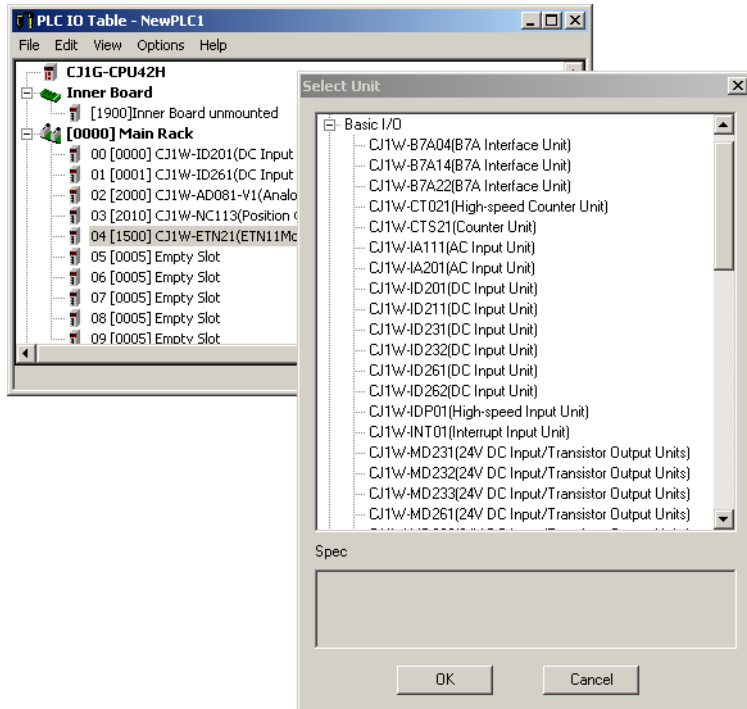 PLC IO Table - NewPLC1
File Edit View Options Help
CJ1G-CPU42H
Inner Board
[1900]Inner Board unmounted
[0000] Main Rack
00 [0000] CJ1W-ID201(DC Input
01 [0001] CJ1W-ID261(DC Input
02 [2000] CJ1W-AD081-V1(Analo
03 [2010] CJ1W-NC113(Position
04 [1500] CJ1W-ETN21(ETN11Mo
05 [0005] Empty Slot
06 [0005] Empty Slot
07 [0005] Empty Slot
08 [0005] Empty Slot
09 [0005] Empty Slot
Select Unit
Basic I/O
CJ1W-B7A04(B7A Interface Unit)
CJ1W-B7A14(B7A Interface Unit)
CJ1W-B7A22(B7A Interface Unit)
CJ1W-CT021(High-speed Counter Unit)
CJ1W-CTS21(Counter Unit)
CJ1W-IA111(AC Input Unit)
CJ1W-IA201(AC Input Unit)
CJ1W-ID201(DC Input Unit)
CJ1W-ID211(DC Input Unit)
CJ1W-ID231(DC Input Unit)
CJ1W-ID232(DC Input Unit)
CJ1W-ID261(DC Input Unit)
CJ1W-ID262(DC Input Unit)
CJ1W-IDP01(High-speed Input Unit)
CJ1W-INT01(Interrupt Input Unit)
CJ1W-MD231(24V DC Input/Transistor Output Units)
CJ1W-MD232(24V DC Input/Transistor Output Units)
CJ1W-MD233(24V DC Input/Transistor Output Units)
CJ1W-MD261(24V DC Input/Transistor Output Units)
Spec
OK Cancel